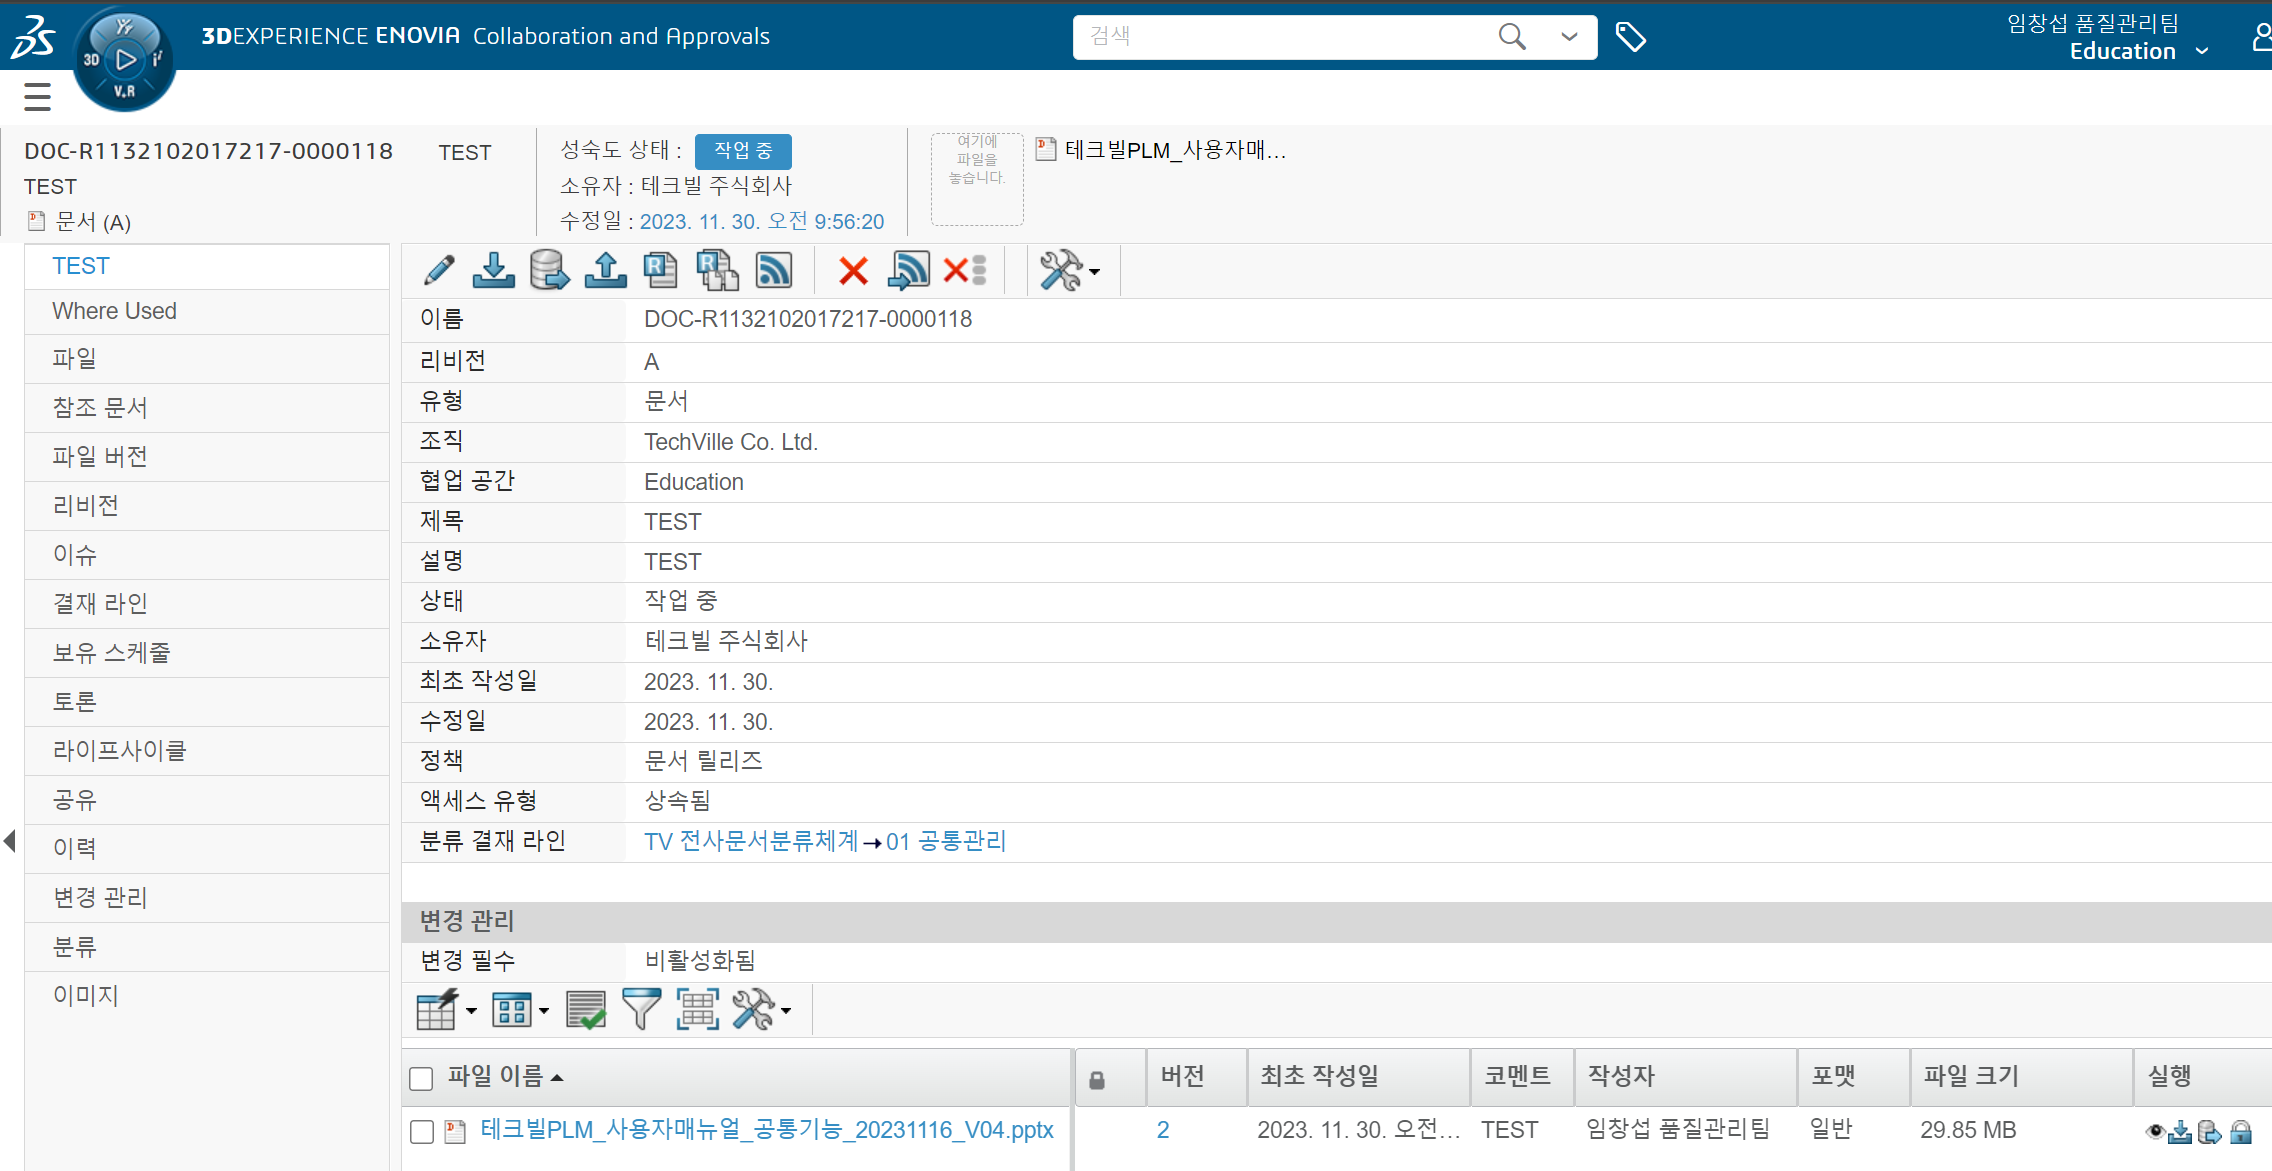 3DEXPERIENCE ENOVIA Collaboration and Approvals
검색
임창섭 품질관리팀
Education
3D
V.R
DOC-R1132102017217-0000118 TEST
TEST
문서 (A)
성숙도 상태 : 작업 중
소유자 : 테크빌 주식회사
수정일 : 2023. 11. 30. 오전 9:56:20
여기에
파일을
놓습니다.
테크빌PLM_사용자매...
TEST
Where Used
파일
참조 문서
파일 버전
리비전
이슈
결재 라인
보유 스케줄
토론
라이프사이클
공유
이력
변경 관리
분류
이미지
이름 DOC-R1132102017217-0000118
리비전 A
유형 문서
조직 TechVille Co. Ltd.
협업 공간 Education
제목 TEST
설명 TEST
상태 작업 중
소유자 테크빌 주식회사
최초 작성일 2023. 11. 30.
수정일 2023. 11. 30.
정책 문서 릴리즈
액세스 유형 상속됨
분류 결재 라인 TV 전사문서분류체계→01 공통관리
변경 관리
변경 필수 비활성화됨
파일 이름 버전 최초 작성일 코멘트 작성자 포맷 파일 크기 실행
테크빌PLM_사용자매뉴얼_공통기능_20231116_V04.pptx 2 2023. 11. 30. 오전... TEST 임창섭 품질관리팀 일반 29.85 MB